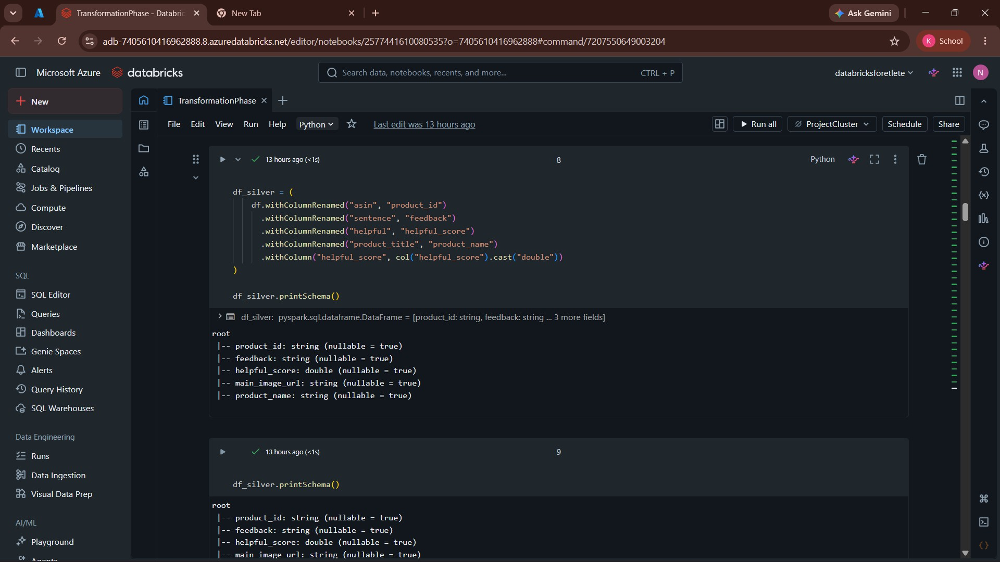 TransformationPhase - Databric
New Tab
Ask Gemini
adb-7405610416962888.8.azuredatabricks.net/editor/notebooks/2577441610080535?o=7405610416962888#command/7207550649003204
K School
Microsoft Azure databricks
Search data, notebooks, recents, and more... CTRL + P
databricksforetlete
N
New
Workspace
Recents
Catalog
Jobs & Pipelines
Compute
Discover
Marketplace
SQL
SQL Editor
Queries
Dashboards
Genie Spaces
Alerts
Query History
SQL Warehouses
Data Engineering
Runs
Data Ingestion
Visual Data Prep
AI/ML
Playground
Agents
TransformationPhase
File Edit View Run Help Python Last edit was 13 hours ago
Run all ProjectCluster Schedule Share
13 hours ago (<1s) 8 Python
df_silver = (
df.withColumnRenamed("asin", "product_id")
.withColumnRenamed("sentence", "feedback")
.withColumnRenamed("helpful", "helpful_score")
.withColumnRenamed("product_title", "product_name")
.withColumn("helpful_score", col("helpful_score").cast("double"))
)
df_silver.printSchema()
df_silver: pyspark.sql.dataframe.DataFrame = [product_id: string, feedback: string ... 3 more fields]
root
|-- product_id: string (nullable = true)
|-- feedback: string (nullable = true)
|-- helpful_score: double (nullable = true)
|-- main_image_url: string (nullable = true)
|-- product_name: string (nullable = true)
13 hours ago (<1s) 9
df_silver.printSchema()
root
|-- product_id: string (nullable = true)
|-- feedback: string (nullable = true)
|-- helpful_score: double (nullable = true)
|-- main_image_url: string (nullable = true)